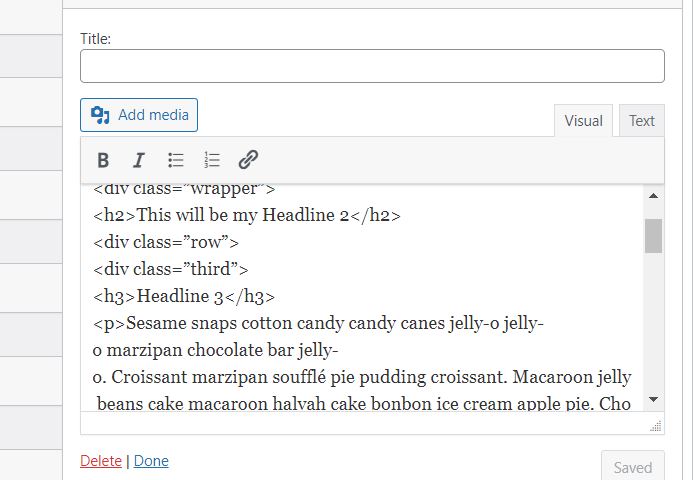 Title:
Add media
Visual
Text
B I
<div class=”wrapper”>
<h2>This will be my Headline 2</h2>
<div class=”row”>
<div class=”third”>
<h3>Headline 3</h3>
<p>Sesame snaps cotton candy candy canes jelly-o jelly-
o marzipan chocolate bar jelly-
o. Croissant marzipan soufflé pie pudding croissant. Macaroon jelly
beans cake macaroon halvah cake bonbon ice cream apple pie. Cho
Delete | Done
Saved